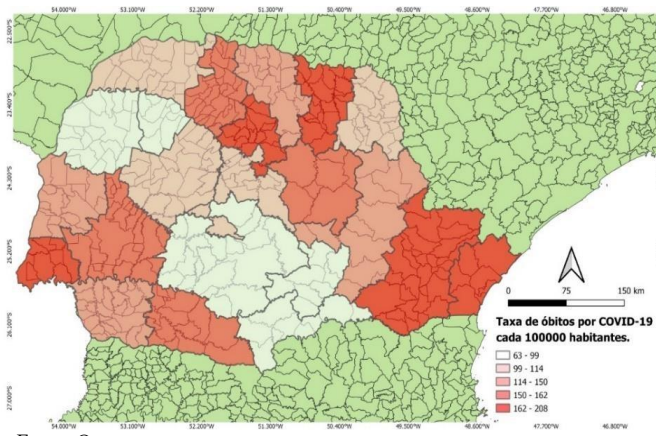 54.000°W 53.100°W 52.200°W 51.300°W 50.400°W 49.500°W 48.600°W 47.700°W 46.800°W
22.500°S
23.400°S
24.300°S
25.200°S
26.100°S
27.000°S
0 75 150 km
Taxa de óbitos por COVID-19
cada 100000 habitantes.
63 - 99
99 - 114
114 - 150
150 - 162
162 - 208
54.000°W 53.100°W 52.200°W 51.300°W 50.400°W 49.500°W 48.600°W 47.700°W 46.800°W